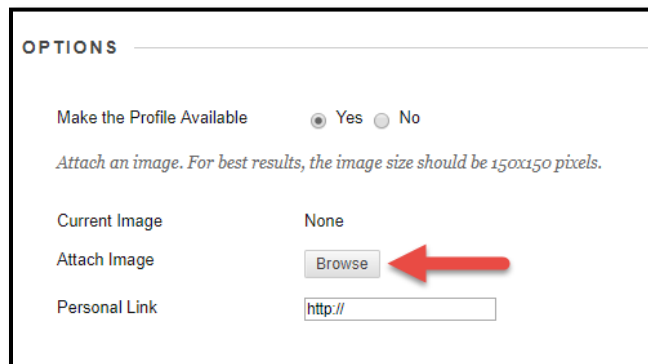 OPTIONS
Make the Profile Available Yes No
Attach an image. For best results, the image size should be 150x150 pixels.
Current Image None
Attach Image Browse
Personal Link http://